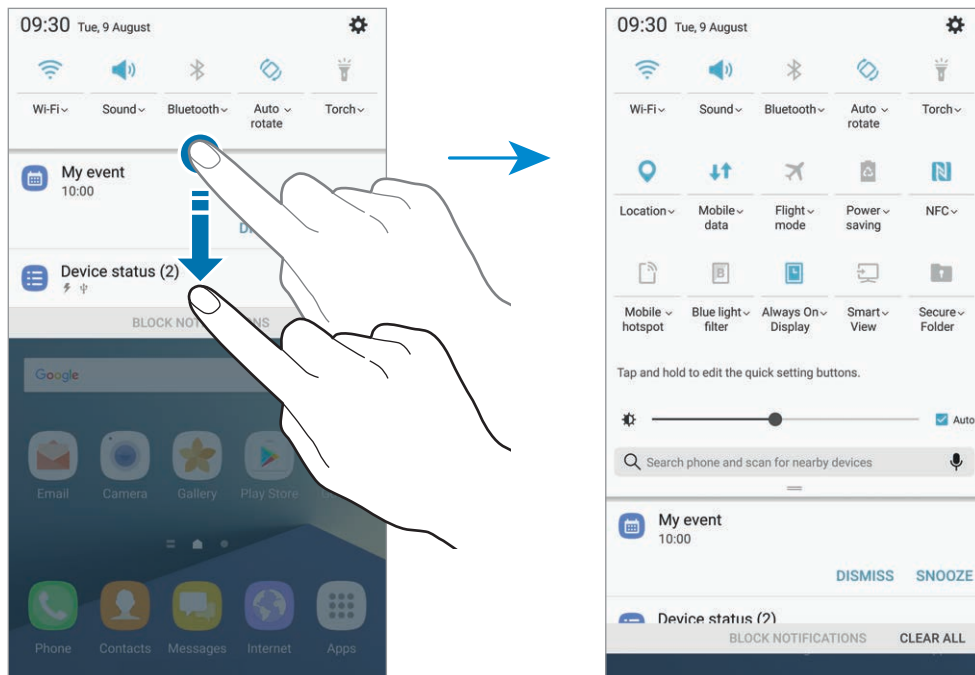 09:30 Tue, 9 August
Wi-Fi Sound Bluetooth Auto rotate Torch
My event
10:00
Device status (2)
BLOCK NOT
NS
Google
Email Camera Gallery Play Store
Phone Contacts Messages Internet Apps
09:30 Tue, 9 August
Wi-Fi Sound Bluetooth Auto rotate Torch
Location Mobile data Flight mode Power saving NFC
Mobile hotspot Blue light filter Always On Display Smart View Secure Folder
Tap and hold to edit the quick setting buttons.
Auto
Search phone and scan for nearby devices
My event
10:00
DISMISS SNOOZE
Device status (2)
BLOCK NOTIFICATIONS CLEAR ALL